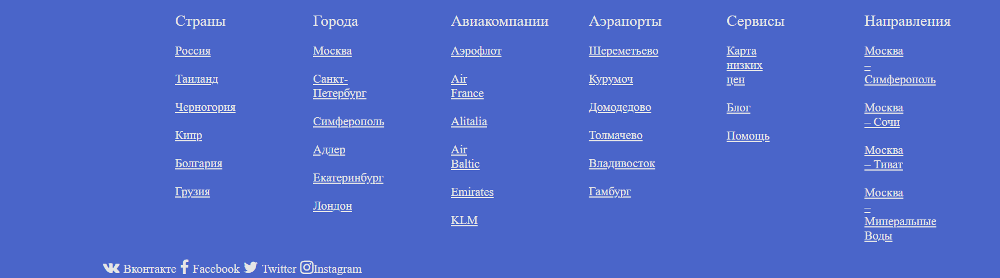 Страны
Россия
Таиланд
Черногория
Кипр
Болгария
Грузия
Города
Москва
Санкт-
Петербург
Симферополь
Адлер
Екатеринбург
Лондон
Авиакомпании
Аэрофлот
Air
France
Alitalia
Air
Baltic
Emirates
KLM
Аэрапорты
Шереметьево
Курумоч
Домодедово
Толмачево
Владивосток
Гамбург
Сервисы
Карта
низких
цен
Блог
Помощь
Направления
Москва
–
Симферополь
Москва
– Сочи
Москва
– Тиват
Москва
–
Минеральные
Воды
Вконтакте Facebook Twitter Instagram